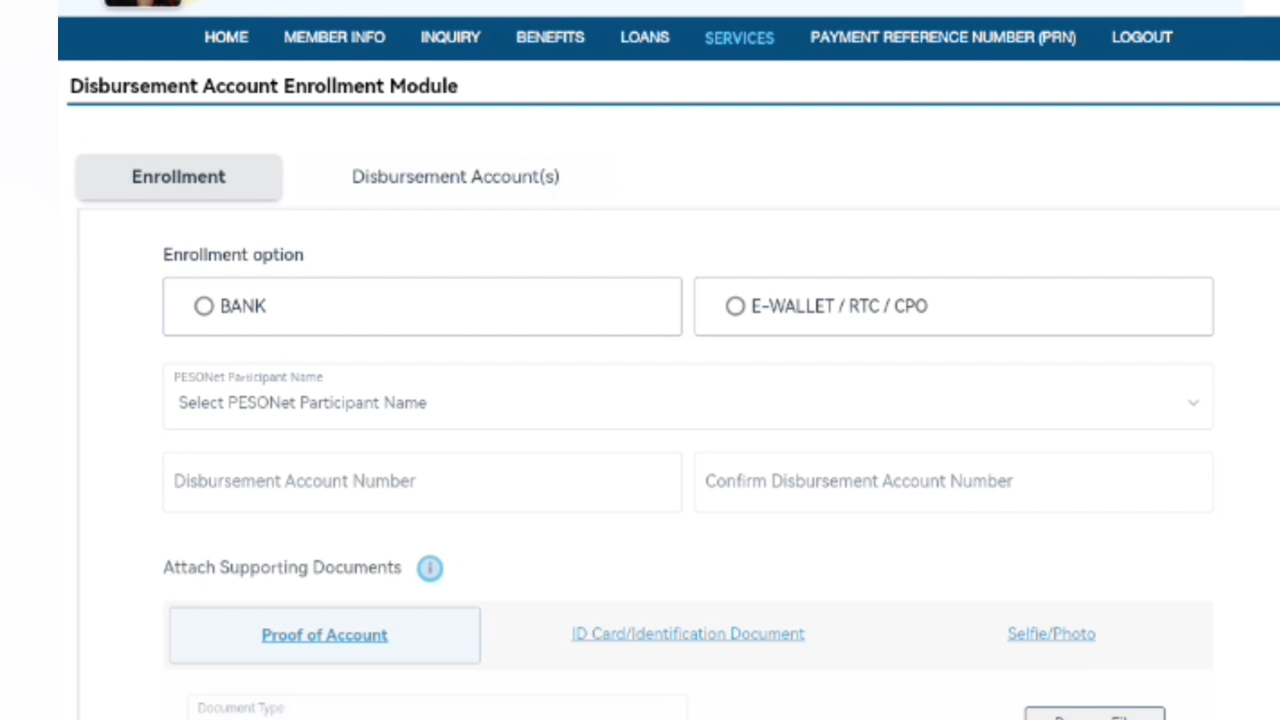 HOME MEMBER INFO INQUIRY BENEFITS LOANS SERVICES PAYMENT REFERENCE NUMBER (PRN) LOGOUT
Disbursement Account Enrollment Module
Enrollment Disbursement Account(s)
Enrollment option
BANK E-WALLET / RTC / CPO
PESONet Participant Name
Select PESONet Participant Name
Disbursement Account Number Confirm Disbursement Account Number
Attach Supporting Documents i
Proof of Account ID Card/Identification Document Selfie/Photo
Document Type